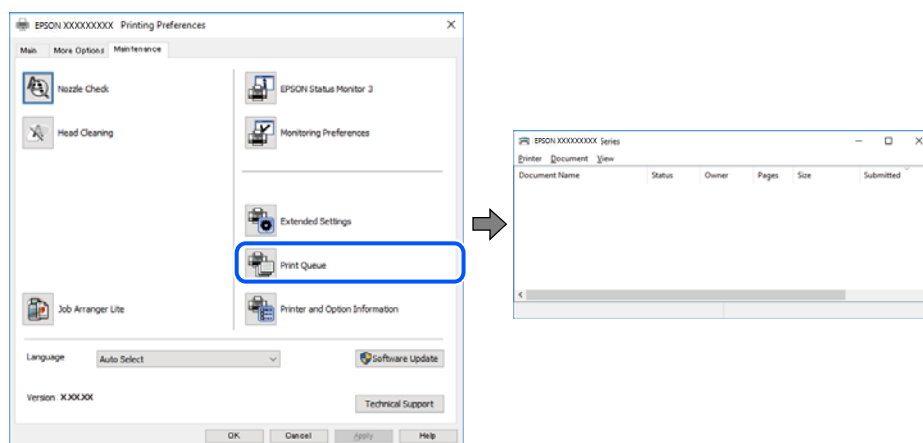 EPSON XXXXXXXXX Printing Preferences
Main More Options Maintenance
Nozzle Check
EPSON Status Monitor 3
Head Cleaning
Monitoring Preferences
Extended Settings
Print Queue
Job Arranger Lite
Printer and Option Information
Language Auto Select
Software Update
Version X.XX.XX
Technical Support
OK Cancel Apply Help
EPSON XXXXXXXXX Series
Printer Document View
Document Name Status Owner Pages Size Submitted